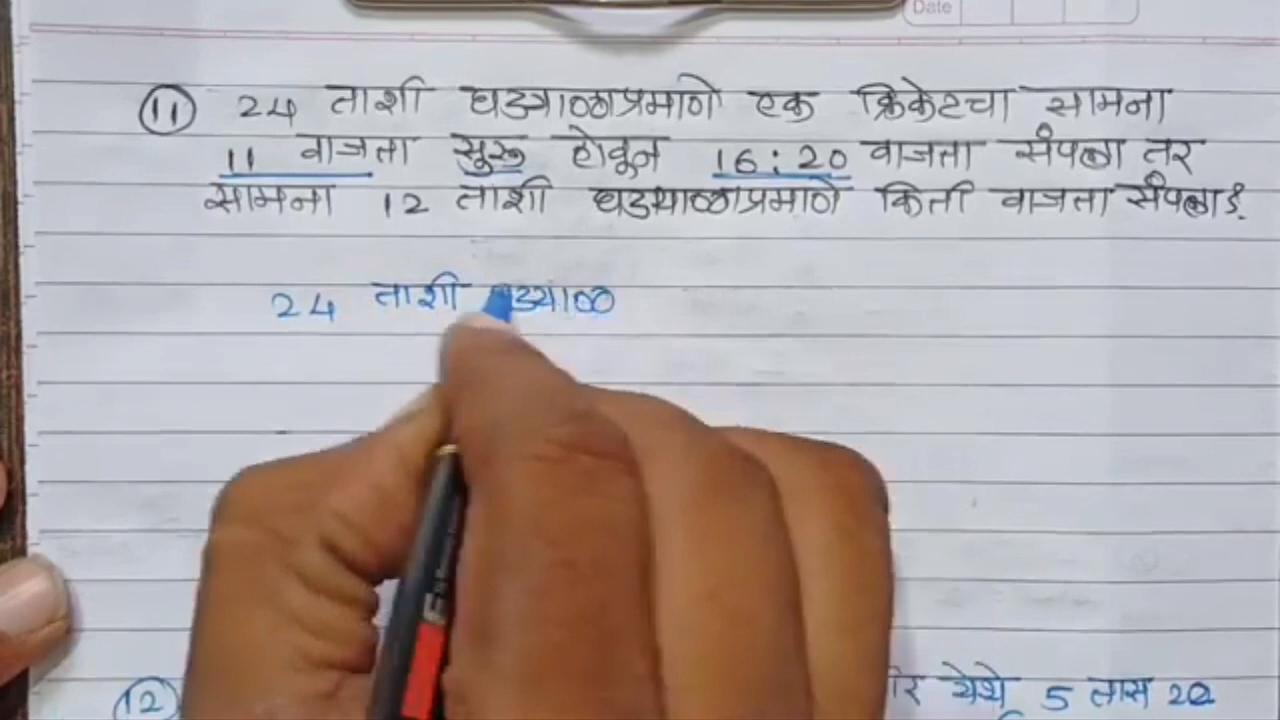 Date
(11) 24 ताशी घड्याळाप्रमाणे एक क्रिकेटचा सामना
11 वाजता सुरू होवून 16:20 वाजता संपला तर
सामना 12 ताशी घड्याळाप्रमाणे किती वाजता संपला?
24 ताशी घड्याळ
(12) येथे 5 तास 20